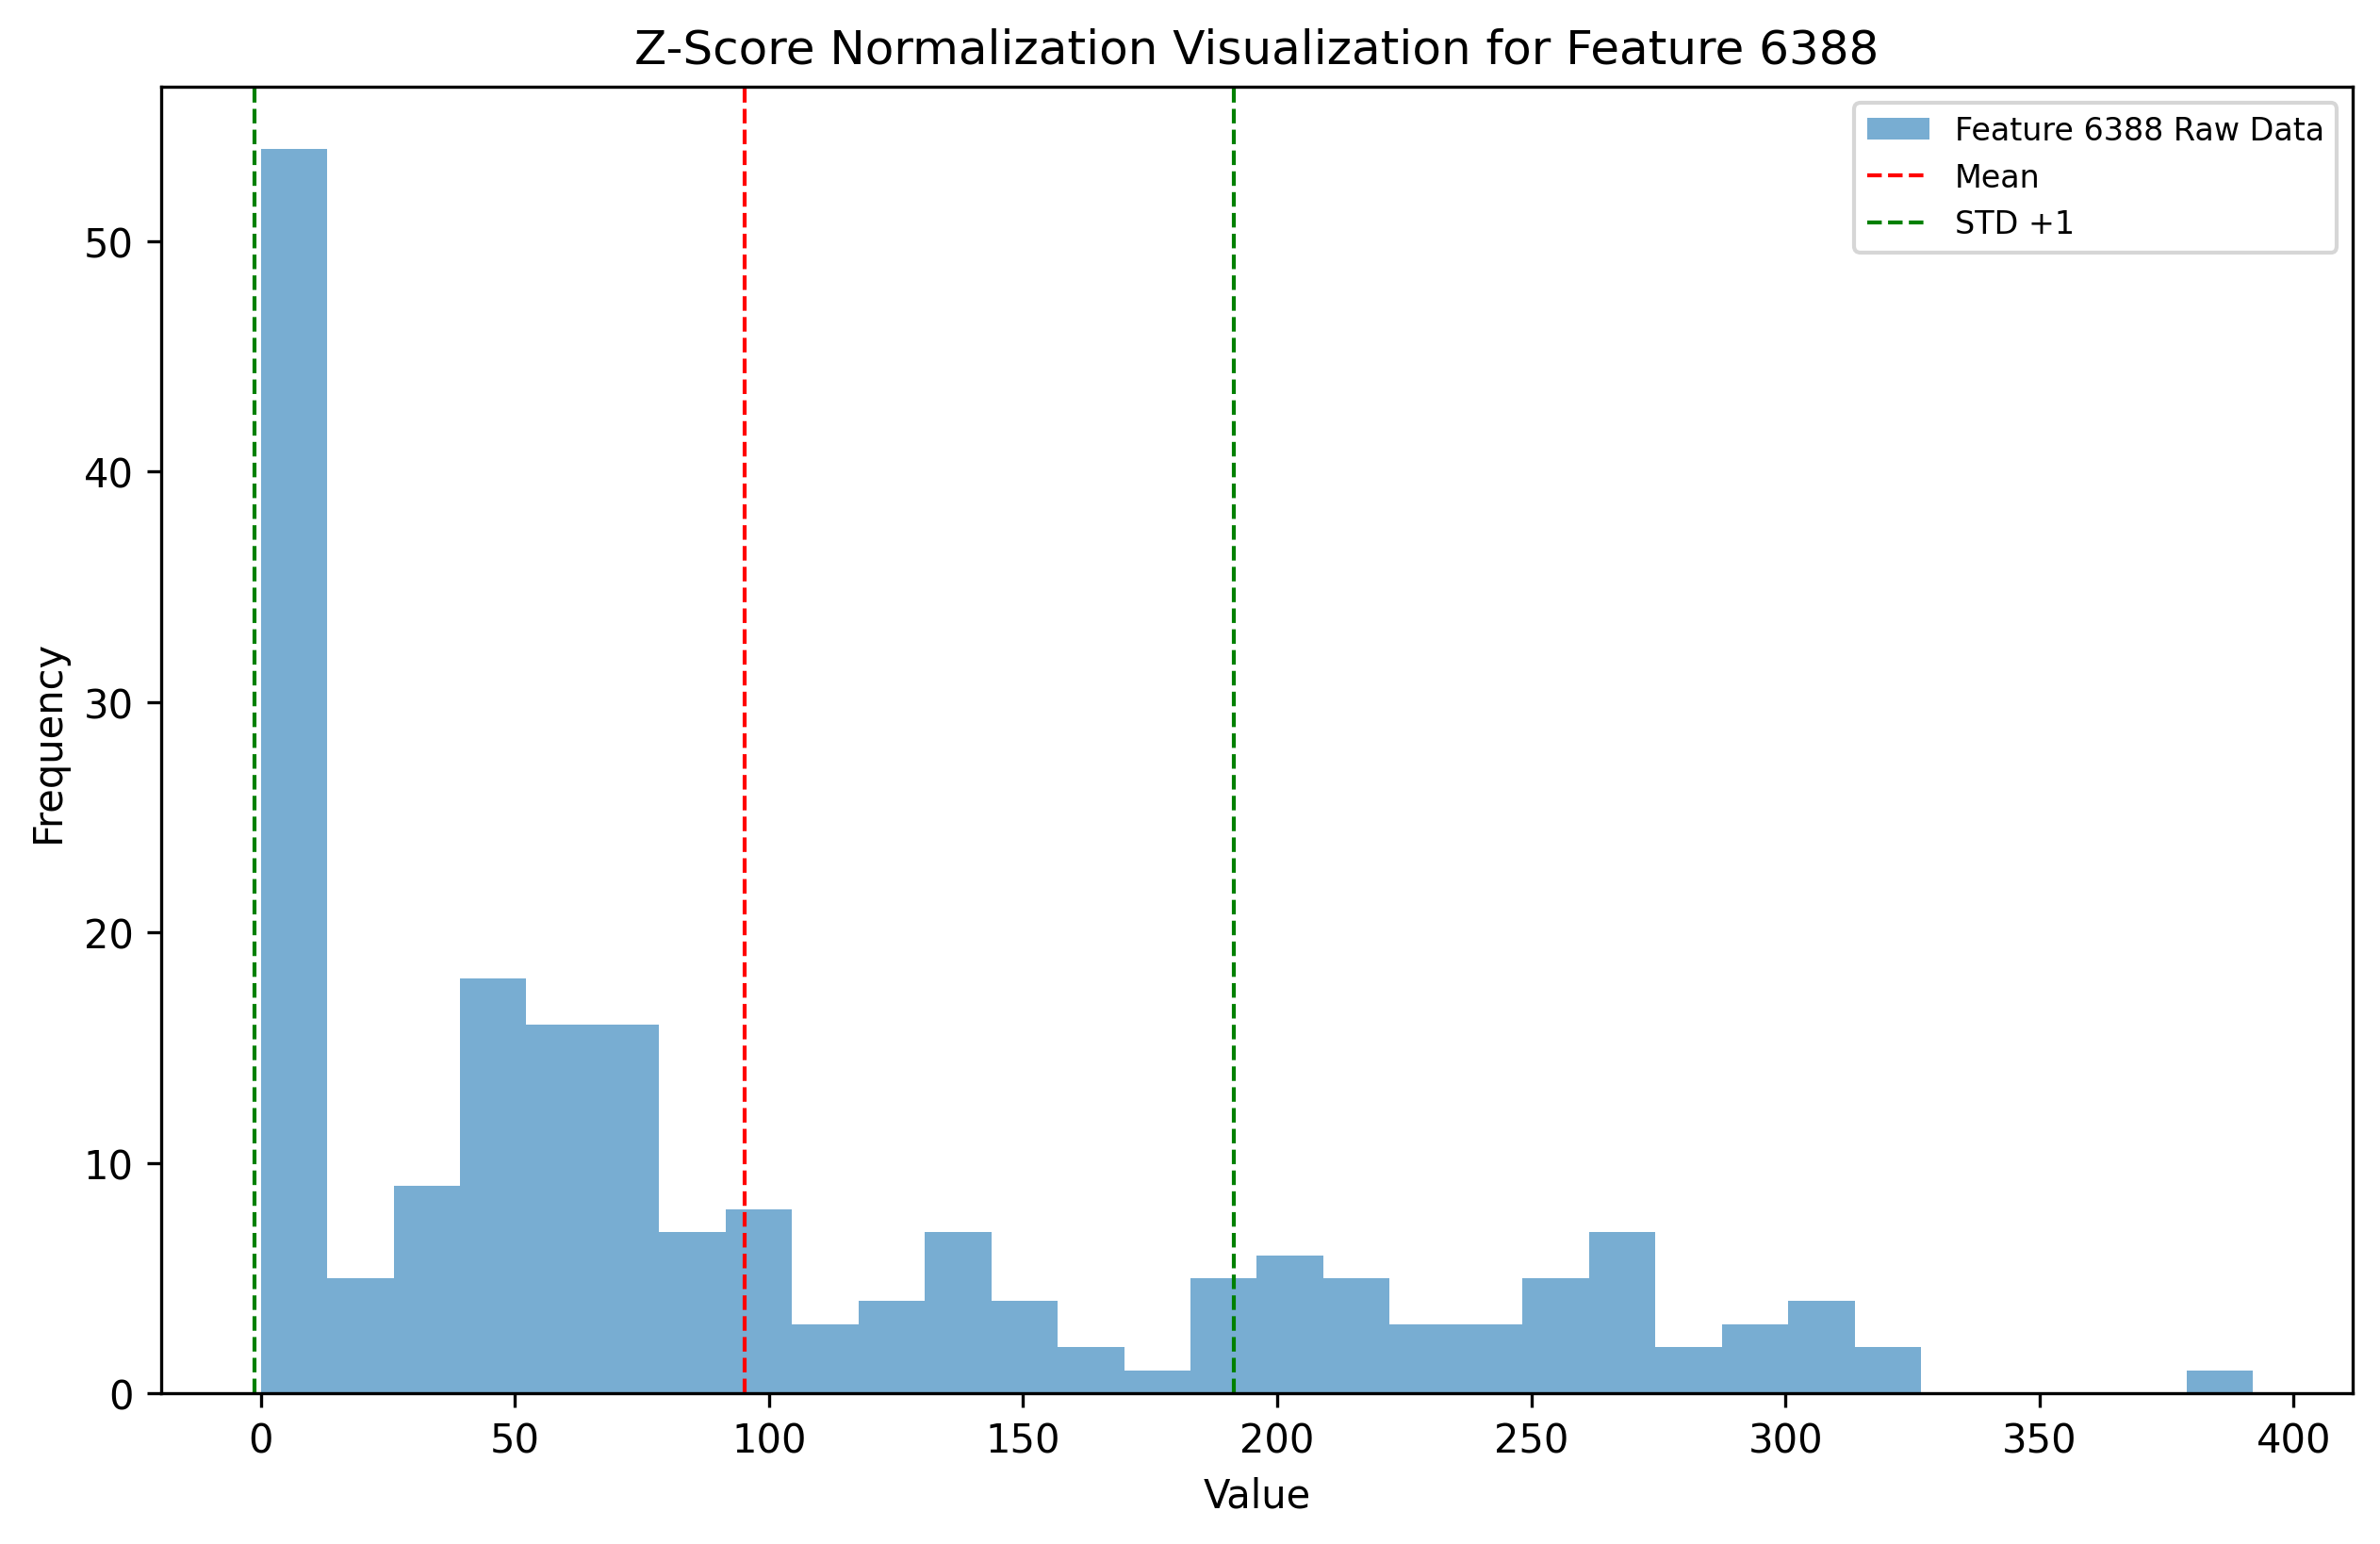 Z-Score Normalization Visualization for Feature 6388
Feature 6388 Raw Data
Mean
STD +1
50
40
30
20
10
0
Frequency
0 50 100 150 200 250 300 350 400
Value